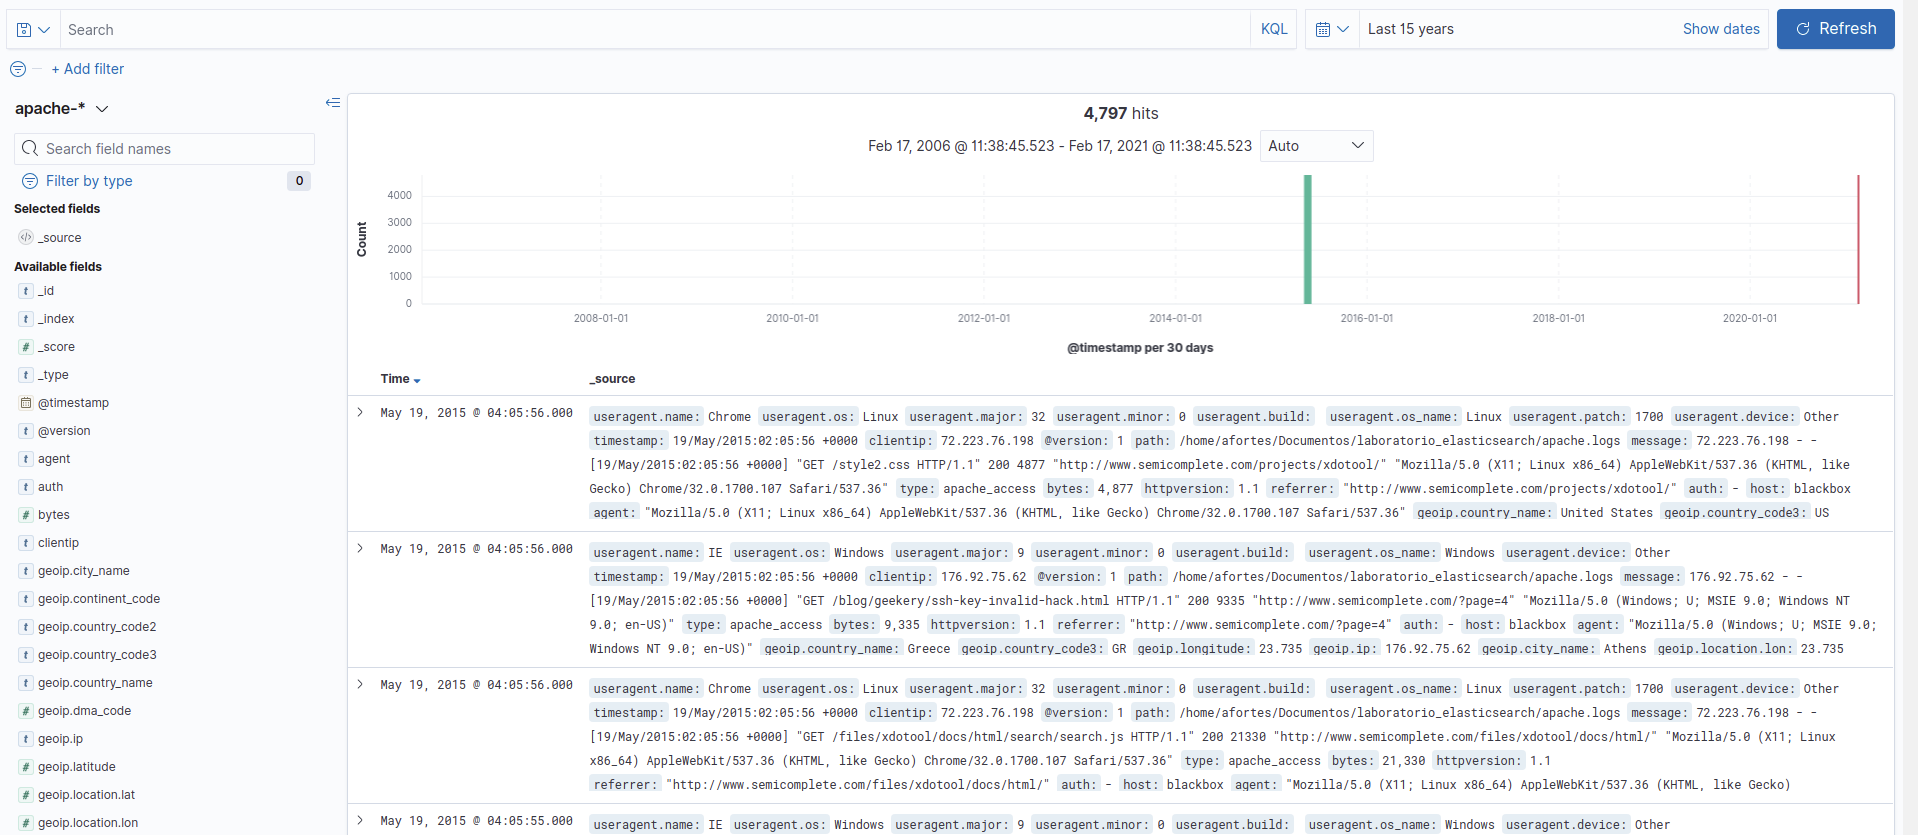 Search
KQL
Last 15 years
Show dates
Refresh
+ Add filter
apache-*
Search field names
Filter by type
0
Selected fields
_source
Available fields
t _id
t _index
# _score
t _type
@timestamp
t @version
t agent
t auth
# bytes
t clientip
t geoip.city_name
t geoip.continent_code
t geoip.country_code2
t geoip.country_code3
t geoip.country_name
# geoip.dma_code
t geoip.ip
# geoip.latitude
# geoip.location.lat
# geoip.location.lon
4,797 hits
Feb 17, 2006 @ 11:38:45.523 - Feb 17, 2021 @ 11:38:45.523
Auto
Count
4000
3000
2000
1000
0
2008-01-01 2010-01-01 2012-01-01 2014-01-01 2016-01-01 2018-01-01 2020-01-01
@timestamp per 30 days
Time _source
May 19, 2015 @ 04:05:56.000 useragent.name: Chrome useragent.os: Linux useragent.major: 32 useragent.minor: 0 useragent.build: useragent.os_name: Linux useragent.patch: 1700 useragent.device: Other
timestamp: 19/May/2015:02:05:56 +0000 clientip: 72.223.76.198 @version: 1 path: /home/afortes/Documentos/laboratorio_elasticsearch/apache.logs message: 72.223.76.198 - -
[19/May/2015:02:05:56 +0000] "GET /style2.css HTTP/1.1" 200 4877 "http://www.semicomplete.com/projects/xdotool/" "Mozilla/5.0 (X11; Linux x86_64) AppleWebKit/537.36 (KHTML, like
Gecko) Chrome/32.0.1700.107 Safari/537.36" type: apache_access bytes: 4,877 httpversion: 1.1 referrer: "http://www.semicomplete.com/projects/xdotool/" auth: - host: blackbox
agent: "Mozilla/5.0 (X11; Linux x86_64) AppleWebKit/537.36 (KHTML, like Gecko) Chrome/32.0.1700.107 Safari/537.36" geoip.country_name: United States geoip.country_code3: US
May 19, 2015 @ 04:05:56.000 useragent.name: IE useragent.os: Windows useragent.major: 9 useragent.minor: 0 useragent.build: useragent.os_name: Windows useragent.device: Other
timestamp: 19/May/2015:02:05:56 +0000 clientip: 176.92.75.62 @version: 1 path: /home/afortes/Documentos/laboratorio_elasticsearch/apache.logs message: 176.92.75.62 - -
[19/May/2015:02:05:56 +0000] "GET /blog/geekery/ssh-key-invalid-hack.html HTTP/1.1" 200 9335 "http://www.semicomplete.com/?page=4" "Mozilla/5.0 (Windows; U; MSIE 9.0; Windows NT
9.0; en-US)" type: apache_access bytes: 9,335 httpversion: 1.1 referrer: "http://www.semicomplete.com/?page=4" auth: - host: blackbox agent: "Mozilla/5.0 (Windows; U; MSIE 9.0;
Windows NT 9.0; en-US)" geoip.country_name: Greece geoip.country_code3: GR geoip.longitude: 23.735 geoip.ip: 176.92.75.62 geoip.city_name: Athens geoip.location.lon: 23.735
May 19, 2015 @ 04:05:56.000 useragent.name: Chrome useragent.os: Linux useragent.major: 32 useragent.minor: 0 useragent.build: useragent.os_name: Linux useragent.patch: 1700 useragent.device: Other
timestamp: 19/May/2015:02:05:56 +0000 clientip: 72.223.76.198 @version: 1 path: /home/afortes/Documentos/laboratorio_elasticsearch/apache.logs message: 72.223.76.198 - -
[19/May/2015:02:05:56 +0000] "GET /files/xdotool/docs/html/search/search.js HTTP/1.1" 200 21330 "http://www.semicomplete.com/files/xdotool/docs/html/" "Mozilla/5.0 (X11; Linux
x86_64) AppleWebKit/537.36 (KHTML, like Gecko) Chrome/32.0.1700.107 Safari/537.36" type: apache_access bytes: 21,330 httpversion: 1.1
referrer: "http://www.semicomplete.com/files/xdotool/docs/html/" auth: - host: blackbox agent: "Mozilla/5.0 (X11; Linux x86_64) AppleWebKit/537.36 (KHTML, like Gecko)
May 19, 2015 @ 04:05:55.000 useragent.name: IE useragent.os: Windows useragent.major: 9 useragent.minor: 0 useragent.build: useragent.os_name: Windows useragent.device: Other